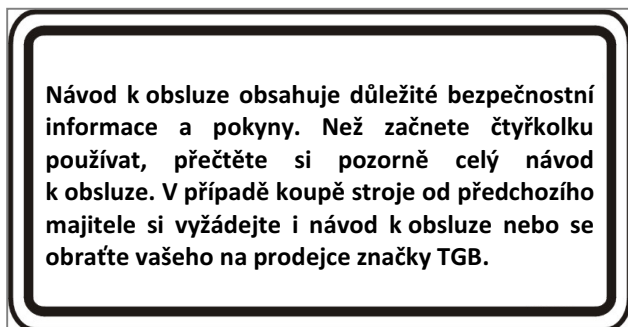 Návod k obsluze obsahuje důležité bezpečnostní
informace a pokyny. Než začnete čtyřkolku
používat, přečtěte si pozorně celý návod
k obsluze. V případě koupě stroje od předchozího
majitele si vyžádejte i návod k obsluze nebo se
obraťte vašeho na prodejce značky TGB.